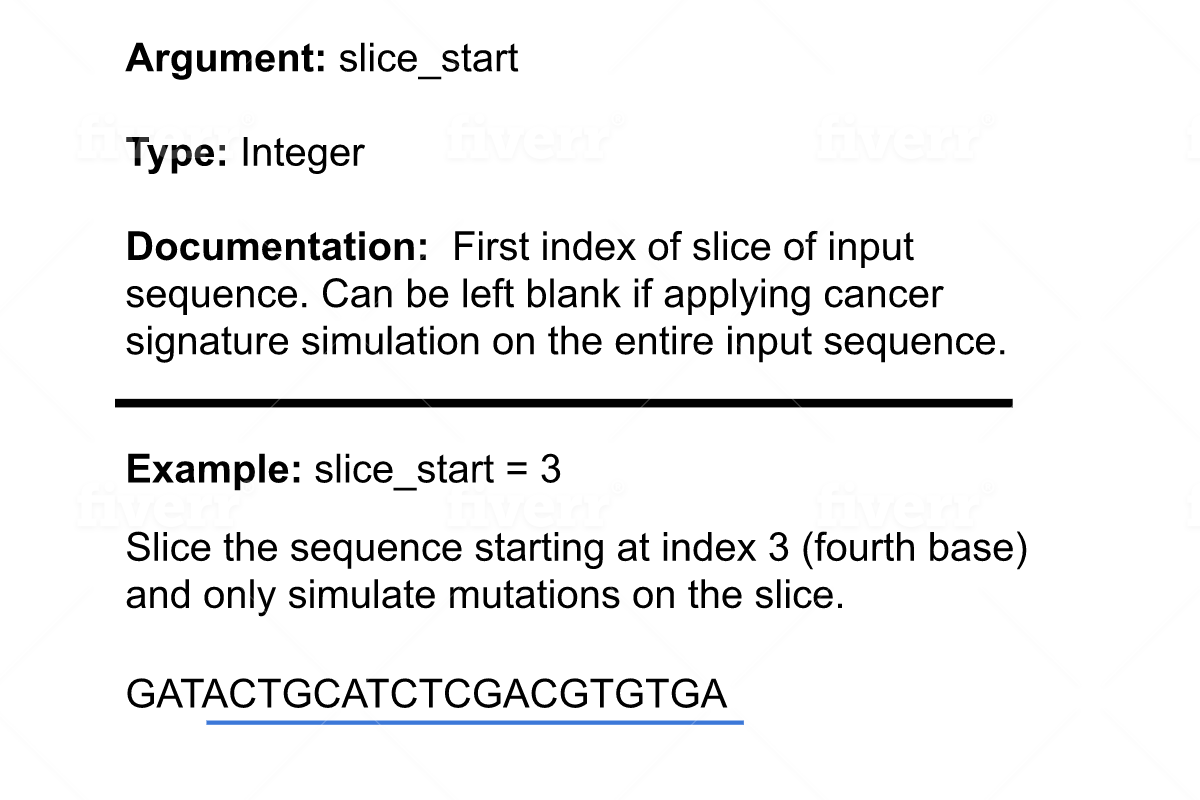 Argument: slice_start
fiverr® fiverr® fiverr®
Type: Integer
Documentation: First index of slice of input
sequence. Can be left blank if applying cancer
signature simulation on the entire input sequence.
Example: slice_start = 3
fiverr® fiverr® fiverr®
Slice the sequence starting at index 3 (fourth base)
and only simulate mutations on the slice.
GATACTGCATCTCGACGTGTGA